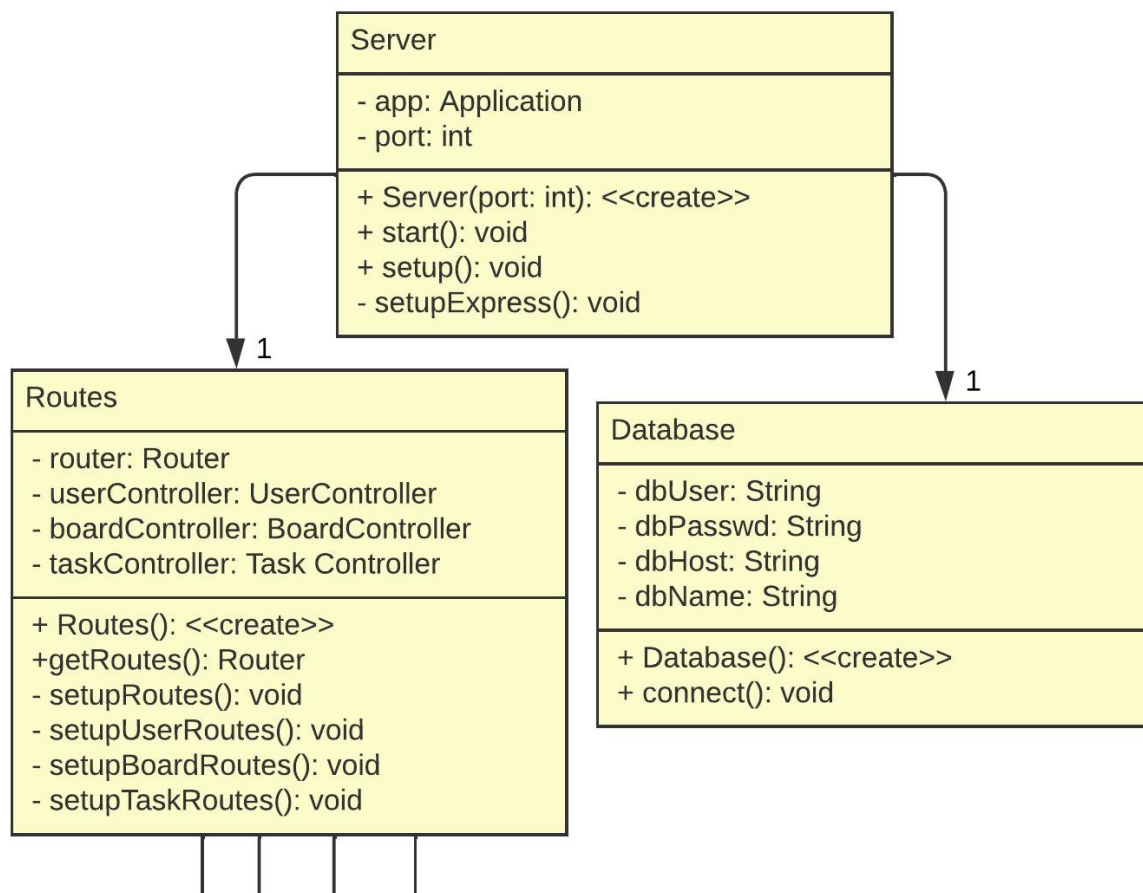 Server
- app: Application
- port: int
+ Server(port: int): <<create>>
+ start(): void
+ setup(): void
- setupExpress(): void
1
1
Routes
- router: Router
- userController: UserController
- boardController: BoardController
- taskController: Task Controller
+ Routes(): <<create>>
+getRoutes(): Router
- setupRoutes(): void
- setupUserRoutes(): void
- setupBoardRoutes(): void
- setupTaskRoutes(): void
Database
- dbUser: String
- dbPasswd: String
- dbHost: String
- dbName: String
+ Database(): <<create>>
+ connect(): void